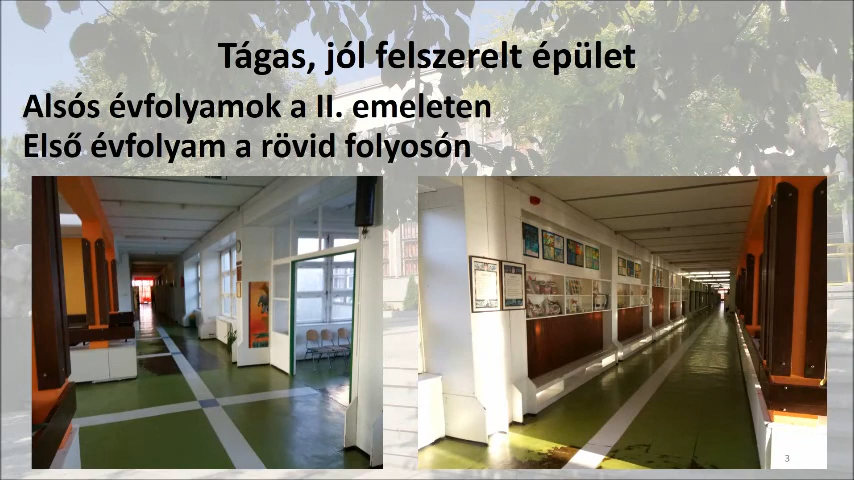 Tágas, jól felszerelt épület
Alsós évfolyamok a II. emeleten
Első évfolyam a rövid folyosón
3